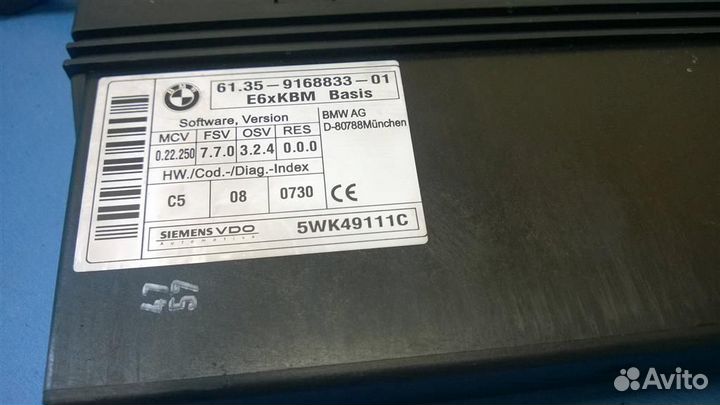 61.35-9168833-01
E6xKBM Basis
Software, Version
MCV FSV OSV RES
0.22.250 7.7.0 3.2.4 0.0.0
HW./Cod-/Diag.-Index
C5 08 0730
BMW AG
D-80788München
CE
SIEMENS VDO
Automotive
5WK49111C
Avito